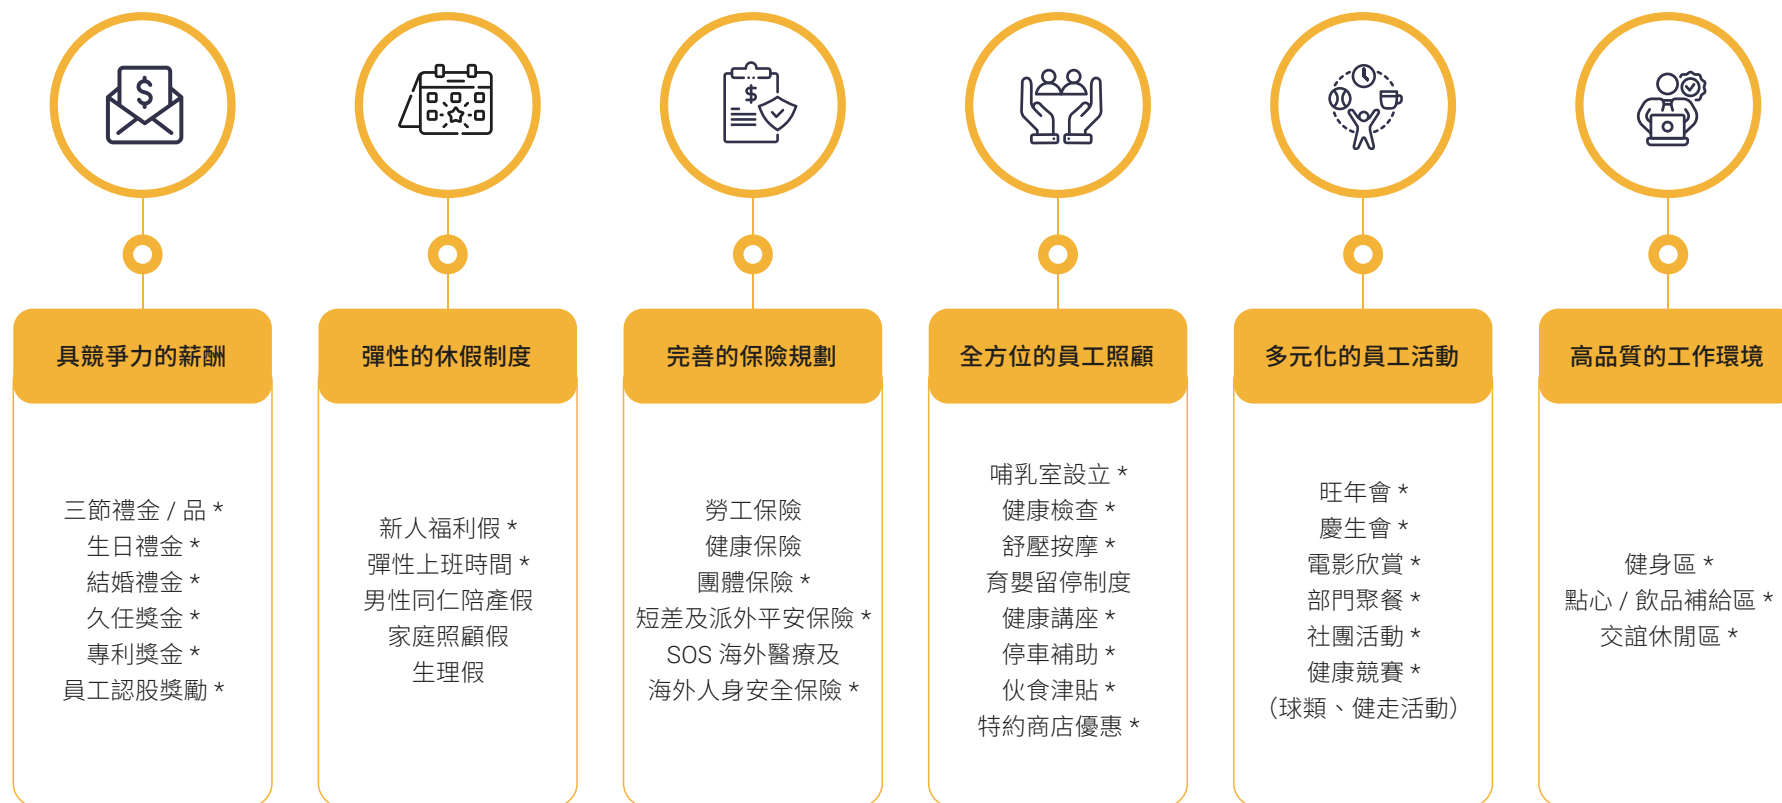 具競爭力的薪酬
三節禮金 / 品 *
生日禮金 *
結婚禮金 *
久任獎金 *
專利獎金 *
員工認股獎勵 *
彈性的休假制度
新人福利假 *
彈性上班時間 *
男性同仁陪產假
家庭照顧假
生理假
完善的保險規劃
勞工保險
健康保險
團體保險 *
短差及派外平安保險 *
SOS 海外醫療及
海外人身安全保險 *
全方位的員工照顧
哺乳室設立 *
健康檢查 *
舒壓按摩 *
育嬰留停制度
健康講座 *
停車補助 *
伙食津貼 *
特約商店優惠 *
多元化的員工活動
旺年會 *
慶生會 *
電影欣賞 *
部門聚餐 *
社團活動 *
健康競賽 *
（球類、健走活動）
高品質的工作環境
健身區 *
點心 / 飲品補給區 *
交誼休閒區 *